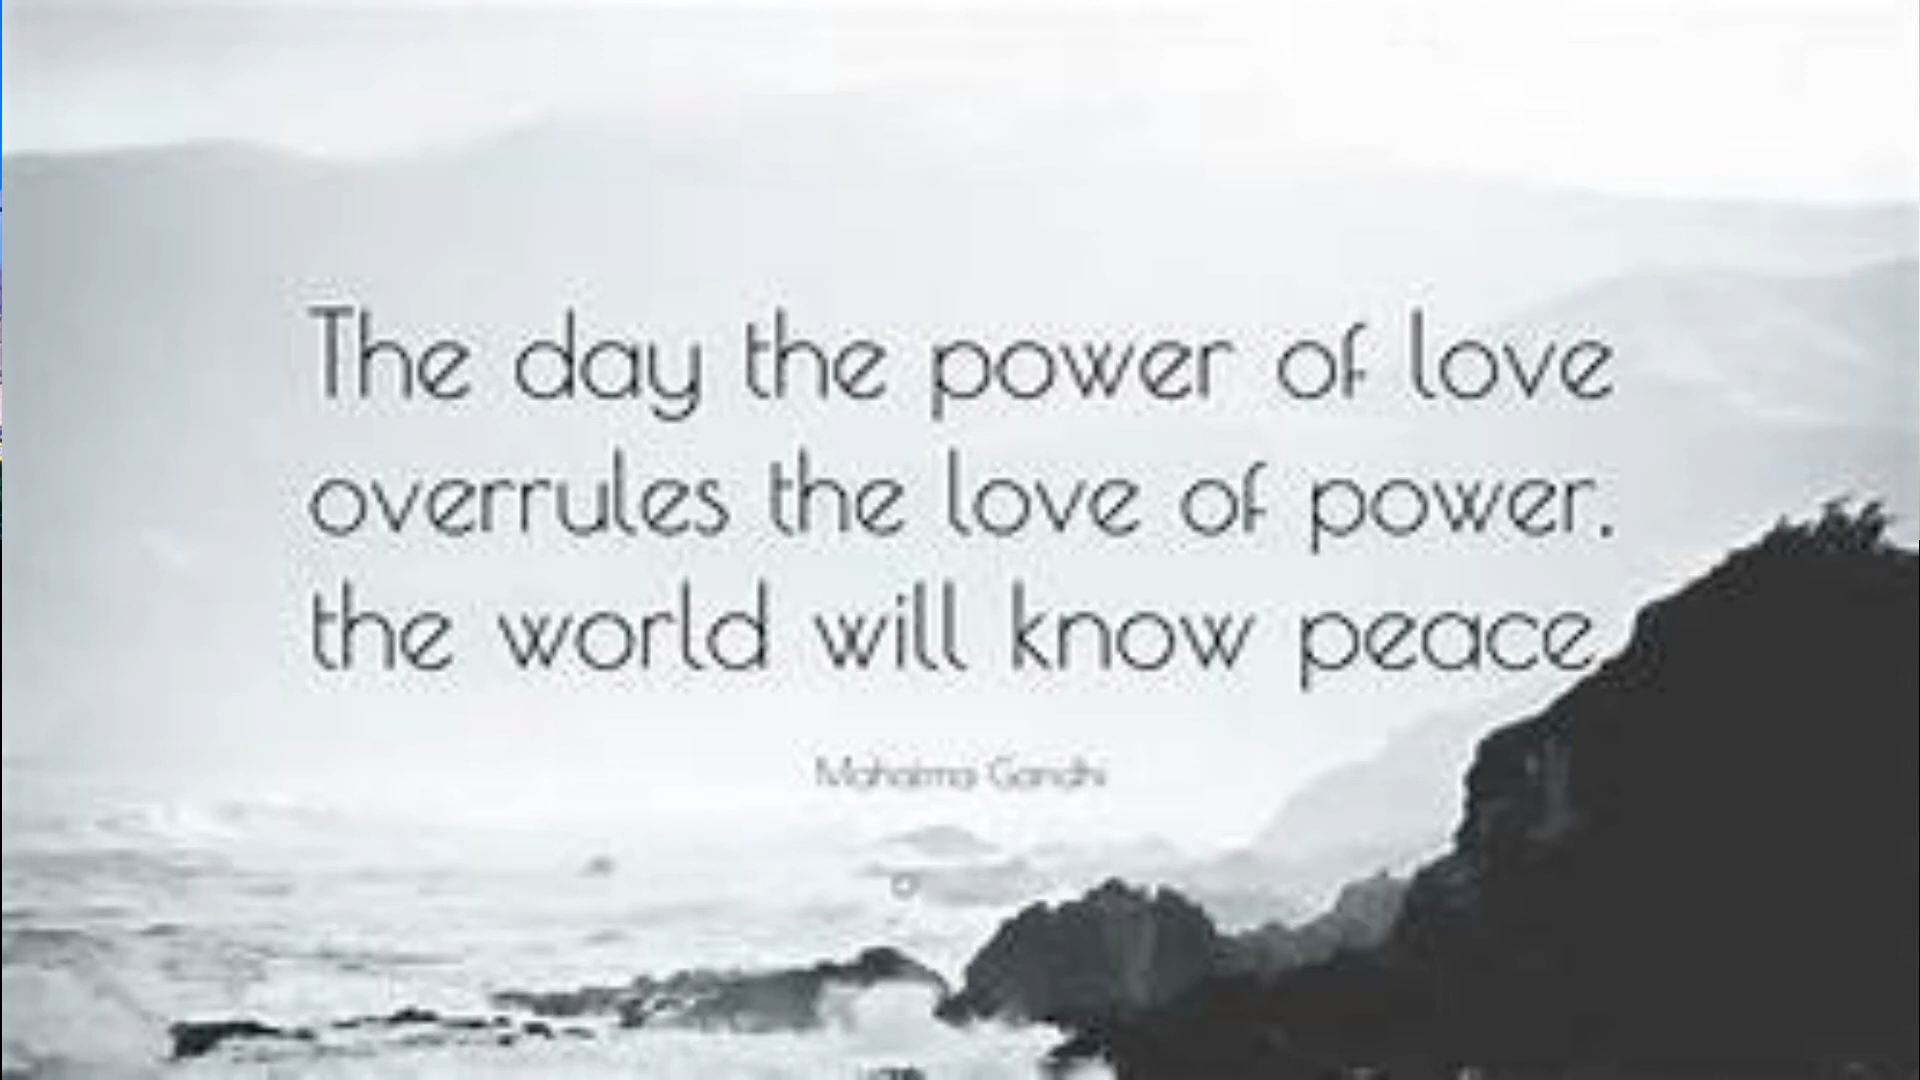 The day the power of love
overrules the love of power,
the world will know peace.
Mahatma Gandhi